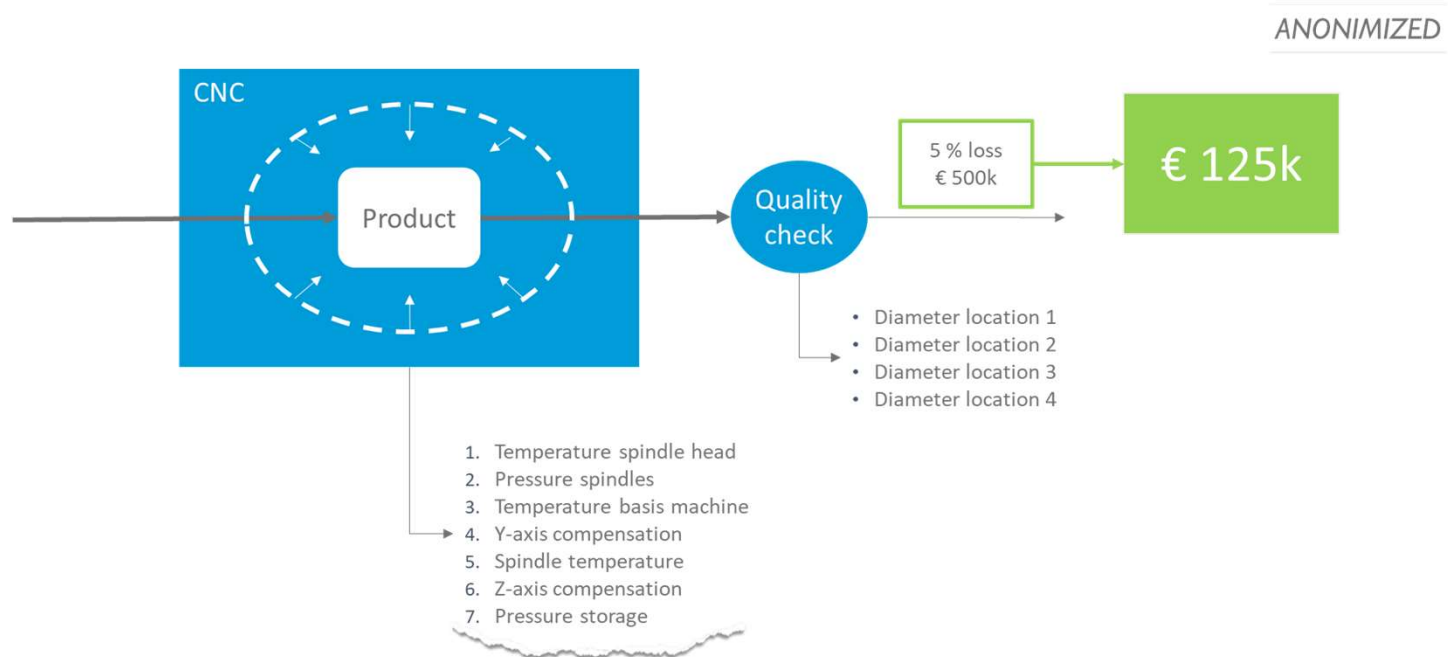 ANONIMIZED
CNC
Product
Quality
check
5 % loss
€ 500k
€ 125k
• Diameter location 1
• Diameter location 2
• Diameter location 3
• Diameter location 4
1. Temperature spindle head
2. Pressure spindles
3. Temperature basis machine
4. Y-axis compensation
5. Spindle temperature
6. Z-axis compensation
7. Pressure storage